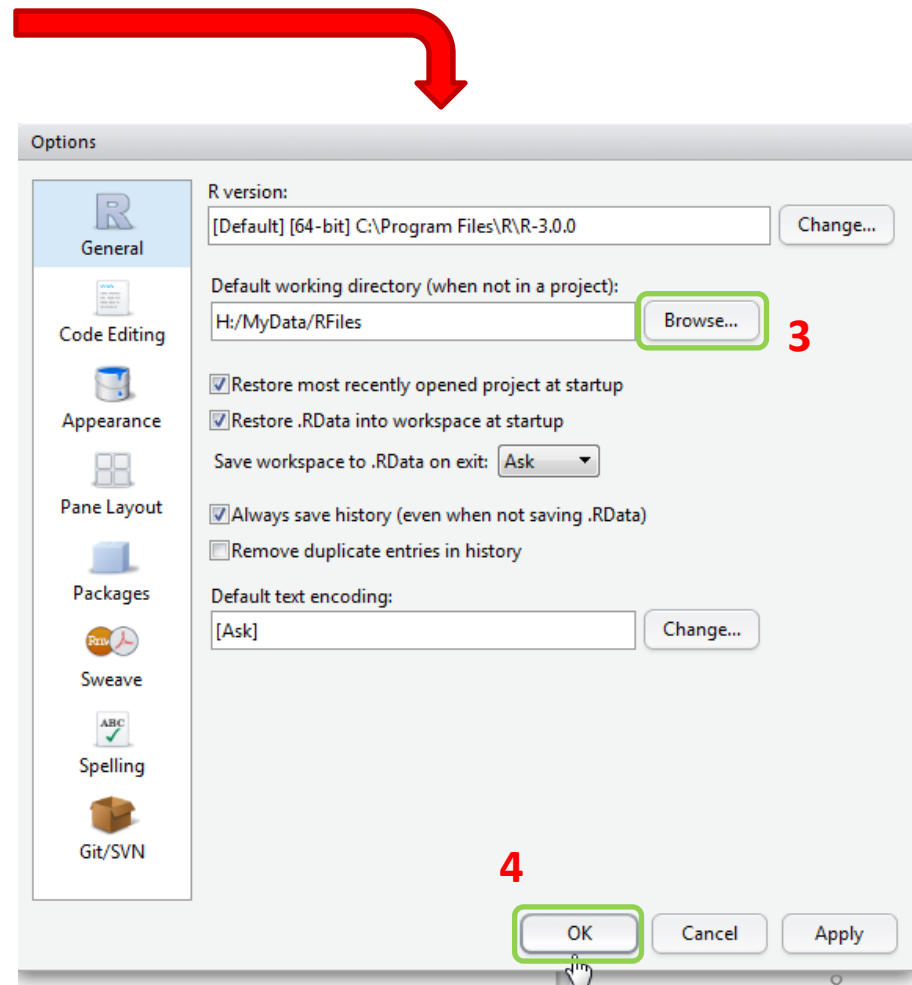 Options
R
General
Code Editing
Appearance
Pane Layout
Packages
Rnw
Sweave
ABC
Spelling
Git/SVN
R version:
[Default] [64-bit] C:\Program Files\R\R-3.0.0
Change...
Default working directory (when not in a project):
H:/MyData/RFiles
Browse...
3
Restore most recently opened project at startup
Restore .RData into workspace at startup
Save workspace to .RData on exit: Ask
Always save history (even when not saving .RData)
Remove duplicate entries in history
Default text encoding:
[Ask]
Change...
4
OK
Cancel
Apply